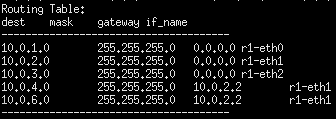 Routing Table:
dest    mask    gateway if_name
----------------------------------
10.0.1.0    255.255.255.0    0.0.0.0 r1-eth0
10.0.2.0    255.255.255.0    0.0.0.0 r1-eth1
10.0.3.0    255.255.255.0    0.0.0.0 r1-eth2
10.0.4.0    255.255.255.0    10.0.2.2    r1-eth1
10.0.6.0    255.255.255.0    10.0.2.2    r1-eth1
----------------------------------